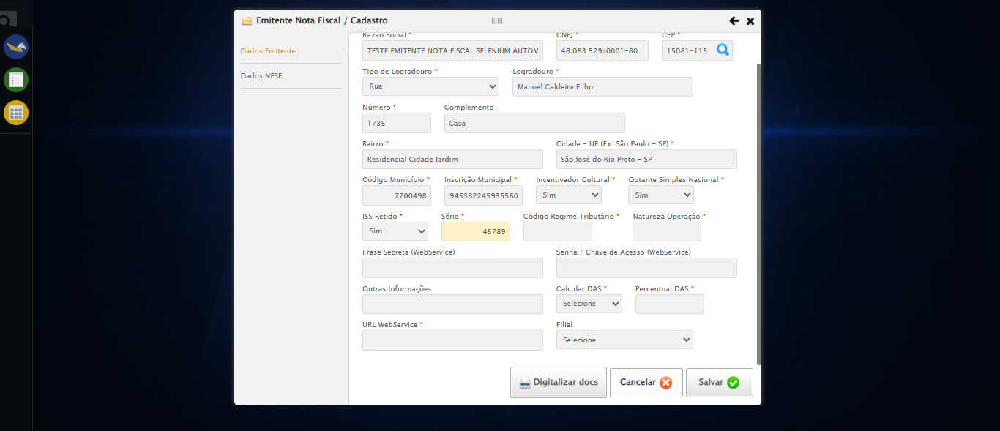 Emitente Nota Fiscal / Cadastro
Dados Emitente
Dados NFSE
Razão Social * CNPJ * CEP *
TESTE EMITENTE NOTA FISCAL SELENIUM AUTOM 48.063.529/0001-80 15081-115
Tipo de Logradouro * Logradouro *
Rua Manoel Caldeira Filho
Número * Complemento
1735 Casa
Bairro * Cidade - UF (Ex: São Paulo - SP) *
Residencial Cidade Jardim São José do Rio Preto - SP
Código Município * Inscrição Municipal * Incentivador Cultural * Optante Simples Nacional *
7700498 945382245935560 Sim Sim
ISS Retido * Série * Código Regime Tributário * Natureza Operação *
Sim 45789
Frase Secreta (WebService) Senha / Chave de Acesso (WebService)
Outras Informações Calcular DAS * Percentual DAS *
Selecione
URL WebService * Filial
Selecione
Digitalizar docs Cancelar Salvar